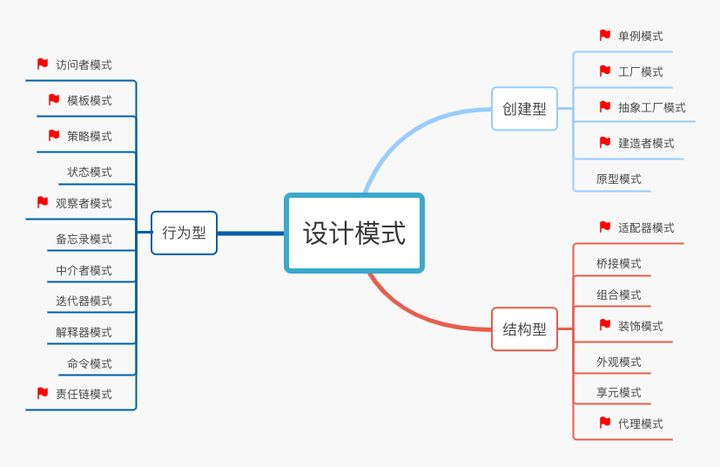 设计模式
创建型
单例模式
工厂模式
抽象工厂模式
建造者模式
原型模式
结构型
适配器模式
桥接模式
组合模式
装饰模式
外观模式
享元模式
代理模式
行为型
访问者模式
模板模式
策略模式
状态模式
观察者模式
备忘录模式
中介者模式
迭代器模式
解释器模式
命令模式
责任链模式